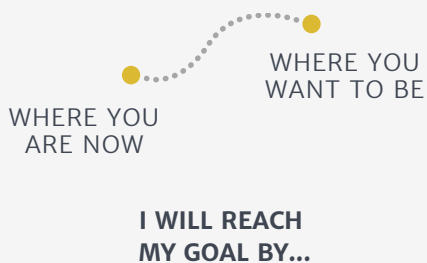 WHERE YOU
WANT TO BE
WHERE YOU
ARE NOW
I WILL REACH
MY GOAL BY...